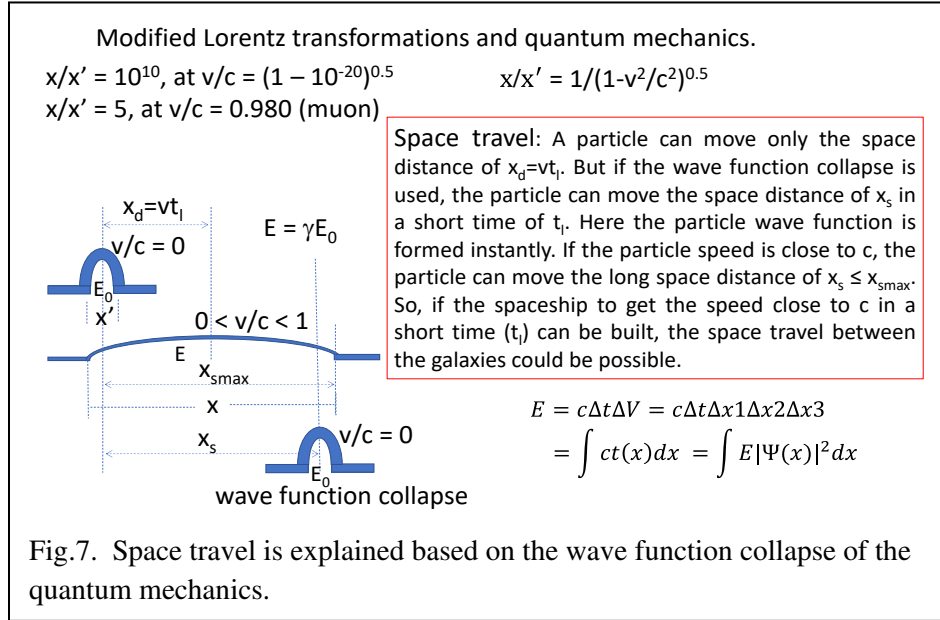 Modified Lorentz transformations and quantum mechanics.
x/x' = 10¹⁰, at v/c = (1 – 10⁻²⁰)⁰·⁵
x/x' = 1/(1-v²/c²)⁰·⁵
x/x' = 5, at v/c = 0.980 (muon)
Space travel: A particle can move only the space
distance of x_d=vt_l. But if the wave function collapse is
used, the particle can move the space distance of x_s in
a short time of t_l. Here the particle wave function is
formed instantly. If the particle speed is close to c, the
particle can move the long space distance of x_s ≤ x_smax.
So, if the spaceship to get the speed close to c in a
short time (t_l) can be built, the space travel between
the galaxies could be possible.
x_d=vt_l
v/c = 0
E = γE₀
E₀
x'
0 < v/c < 1
E
x_smax
x
x_s
v/c = 0
E₀
wave function collapse
E = cΔtΔV = cΔtΔx1Δx2Δx3
= ∫ ct(x)dx = ∫ E|Ψ(x)|²dx
Fig.7. Space travel is explained based on the wave function collapse of the
quantum mechanics.